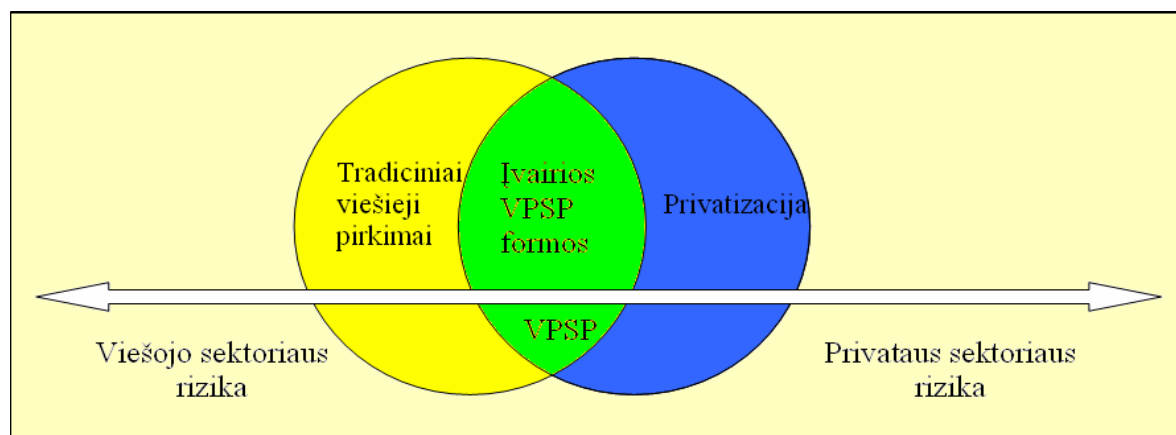 Tradiciniai
viešieji
pirkimai
Įvairios
VPSP
formos
Privatizacija
VPSP
Viešojo sektoriaus
rizika
Privataus sektoriaus
rizika